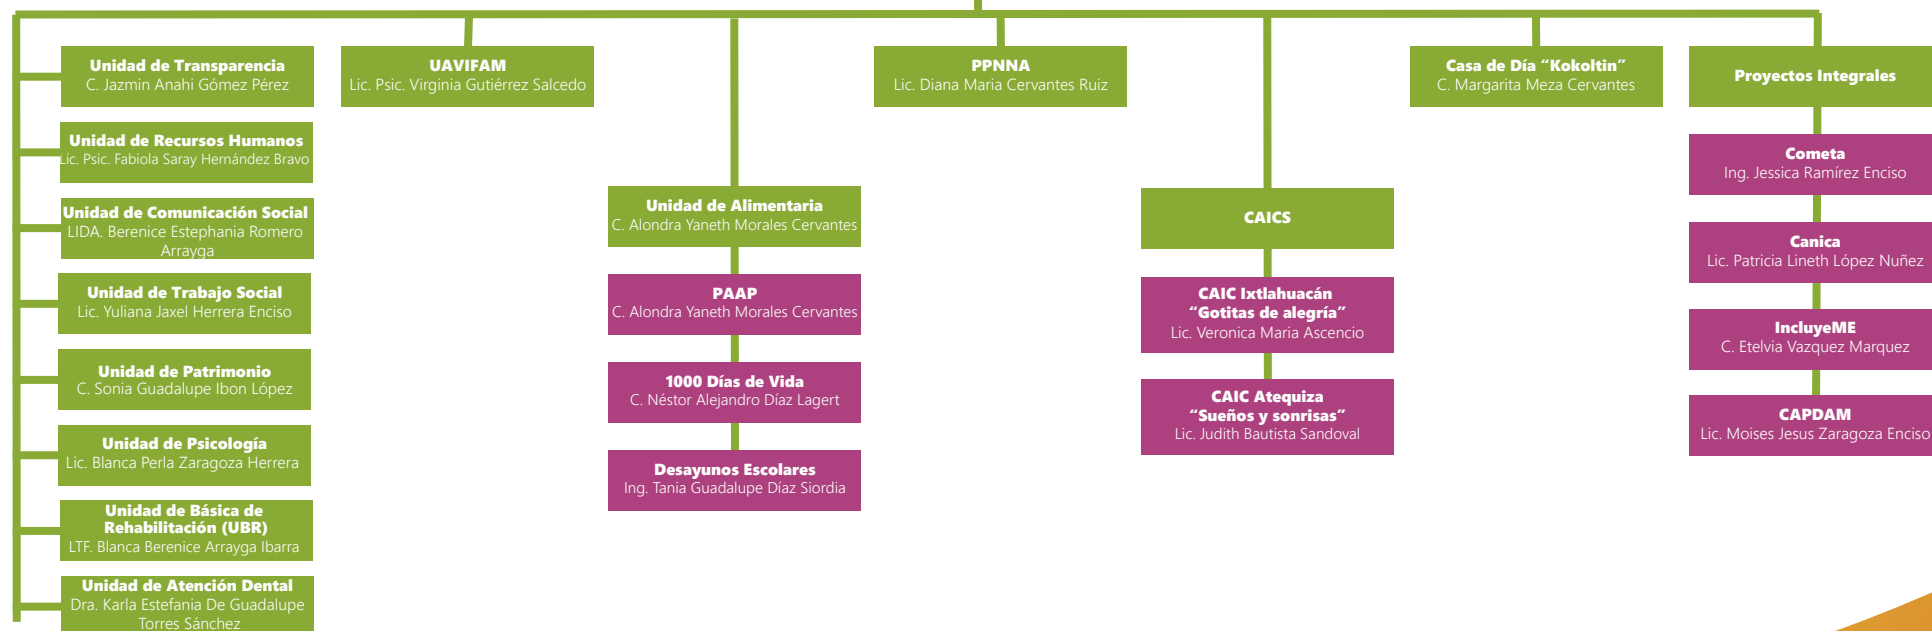 Unidad de Transparencia
C. Jazmin Anahi Gómez Pérez
Unidad de Recursos Humanos
Lic. Psic. Fabiola Saray Hernández Bravo
Unidad de Comunicación Social
LIDA. Berenice Estephania Romero
Arrayga
Unidad de Trabajo Social
Lic. Yuliana Jaxel Herrera Enciso
Unidad de Patrimonio
C. Sonia Guadalupe Ibon López
Unidad de Psicología
Lic. Blanca Perla Zaragoza Herrera
Unidad de Básica de
Rehabilitación (UBR)
LTF. Blanca Berenice Arrayga Ibarra
Unidad de Atención Dental
Dra. Karla Estefania De Guadalupe
Torres Sánchez
UAVIFAM
Lic. Psic. Virginia Gutiérrez Salcedo
Unidad de Alimentaria
C. Alondra Yaneth Morales Cervantes
PAAP
C. Alondra Yaneth Morales Cervantes
1000 Días de Vida
C. Néstor Alejandro Díaz Lagert
Desayunos Escolares
Ing. Tania Guadalupe Díaz Siordia
PPNNA
Lic. Diana Maria Cervantes Ruiz
CAICS
CAIC Ixtlahuacán
“Gotitas de alegría”
Lic. Veronica Maria Ascencio
CAIC Atequiza
“Sueños y sonrisas”
Lic. Judith Bautista Sandoval
Casa de Día “Kokoltin”
C. Margarita Meza Cervantes
Proyectos Integrales
Cometa
Ing. Jessica Ramírez Enciso
Canica
Lic. Patricia Lineth López Nuñez
IncluyeME
C. Etelvia Vazquez Marquez
CAPDAM
Lic. Moises Jesus Zaragoza Enciso